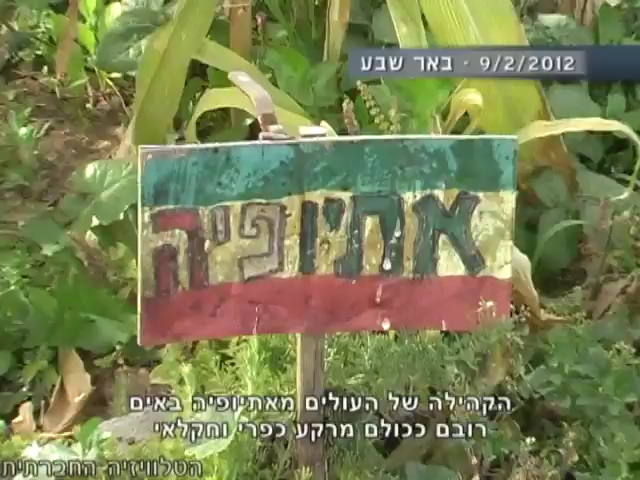 באר שבע - 9/2/2012
אתיופיה
הקהילה של העולים מאתיופיה באים
רובם ככולם מרקע כפרי וחקלאי
הטלוויזיה החברתית